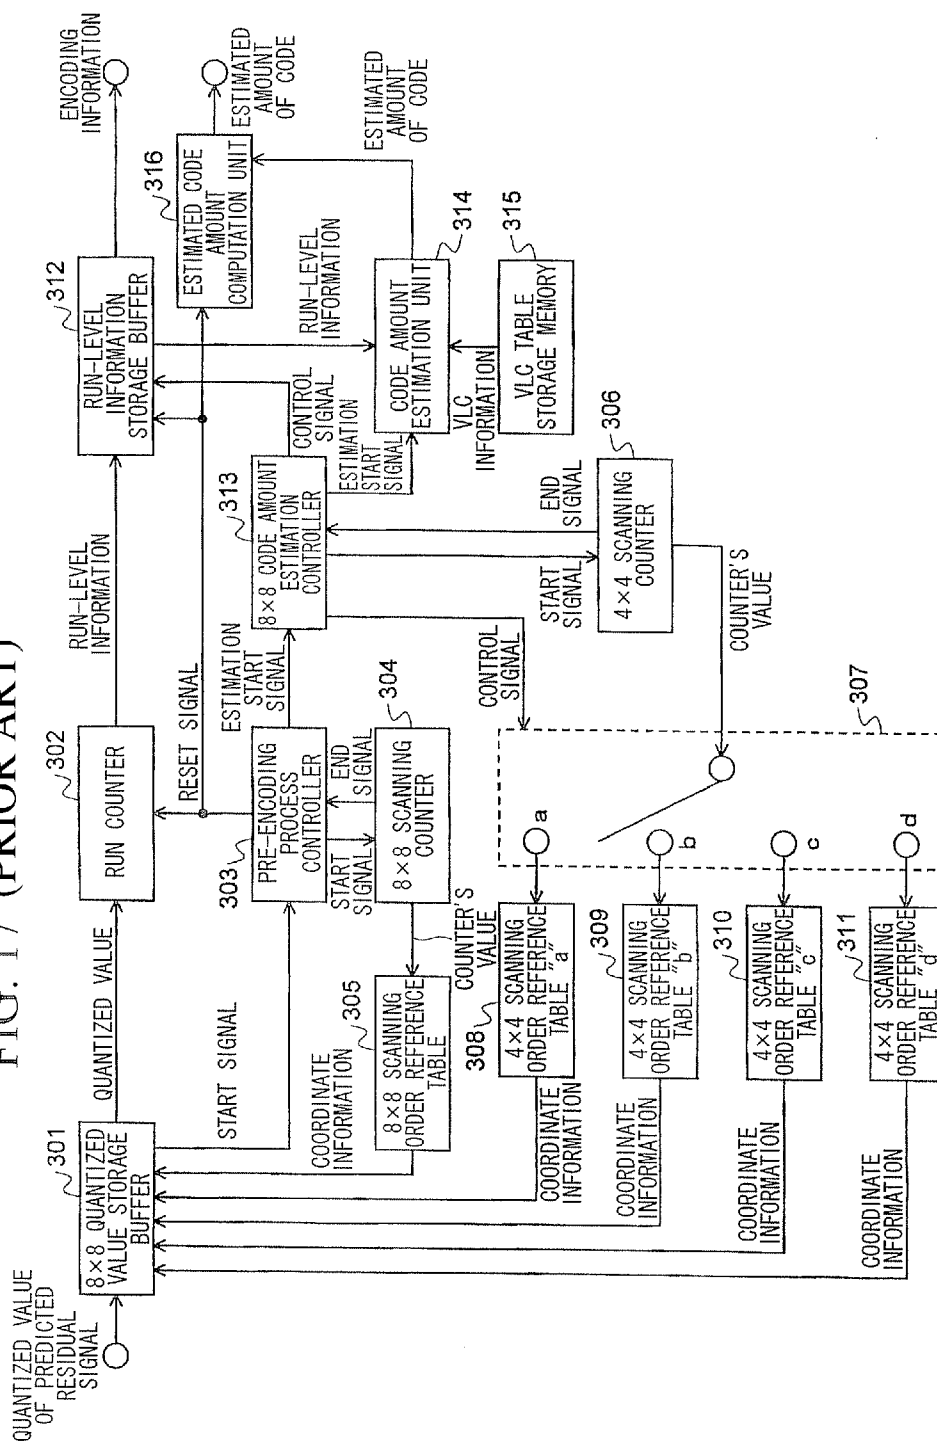 FIG. 17 (PRIOR ART)
QUANTIZED VALUE
OF PREDICTED
RESIDUAL
SIGNAL
301
8×8 QUANTIZED
VALUE STORAGE
BUFFER
QUANTIZED VALUE
302
RUN COUNTER
RUN-LEVEL
INFORMATION
312
RUN-LEVEL
INFORMATION
STORAGE BUFFER
ENCODING
INFORMATION
START SIGNAL
RESET SIGNAL
303
PRE-ENCODING
PROCESS
CONTROLLER
ESTIMATION
START
SIGNAL
313
8×8 CODE AMOUNT
ESTIMATION
CONTROLLER
CONTROL
SIGNAL
ESTIMATION
START
SIGNAL
RUN-LEVEL
INFORMATION
316
ESTIMATED CODE
AMOUNT
COMPUTATION UNIT
ESTIMATED
AMOUNT
OF CODE
START
SIGNAL
END
SIGNAL
304
8×8 SCANNING
COUNTER
COUNTER'S
VALUE
305
8×8 SCANNING
ORDER REFERENCE
TABLE
COORDINATE
INFORMATION
314
CODE AMOUNT
ESTIMATION UNIT
ESTIMATED
AMOUNT
OF CODE
VLC
INFORMATION
315
VLC TABLE
STORAGE MEMORY
START
SIGNAL
END
SIGNAL
306
4×4 SCANNING
COUNTER
COUNTER'S
VALUE
CONTROL
SIGNAL
307
a
b
c
d
308
4×4 SCANNING
ORDER REFERENCE
TABLE "a"
COORDINATE
INFORMATION
309
4×4 SCANNING
ORDER REFERENCE
TABLE "b"
COORDINATE
INFORMATION
310
4×4 SCANNING
ORDER REFERENCE
TABLE "c"
COORDINATE
INFORMATION
311
4×4 SCANNING
ORDER REFERENCE
TABLE "d"
COORDINATE
INFORMATION